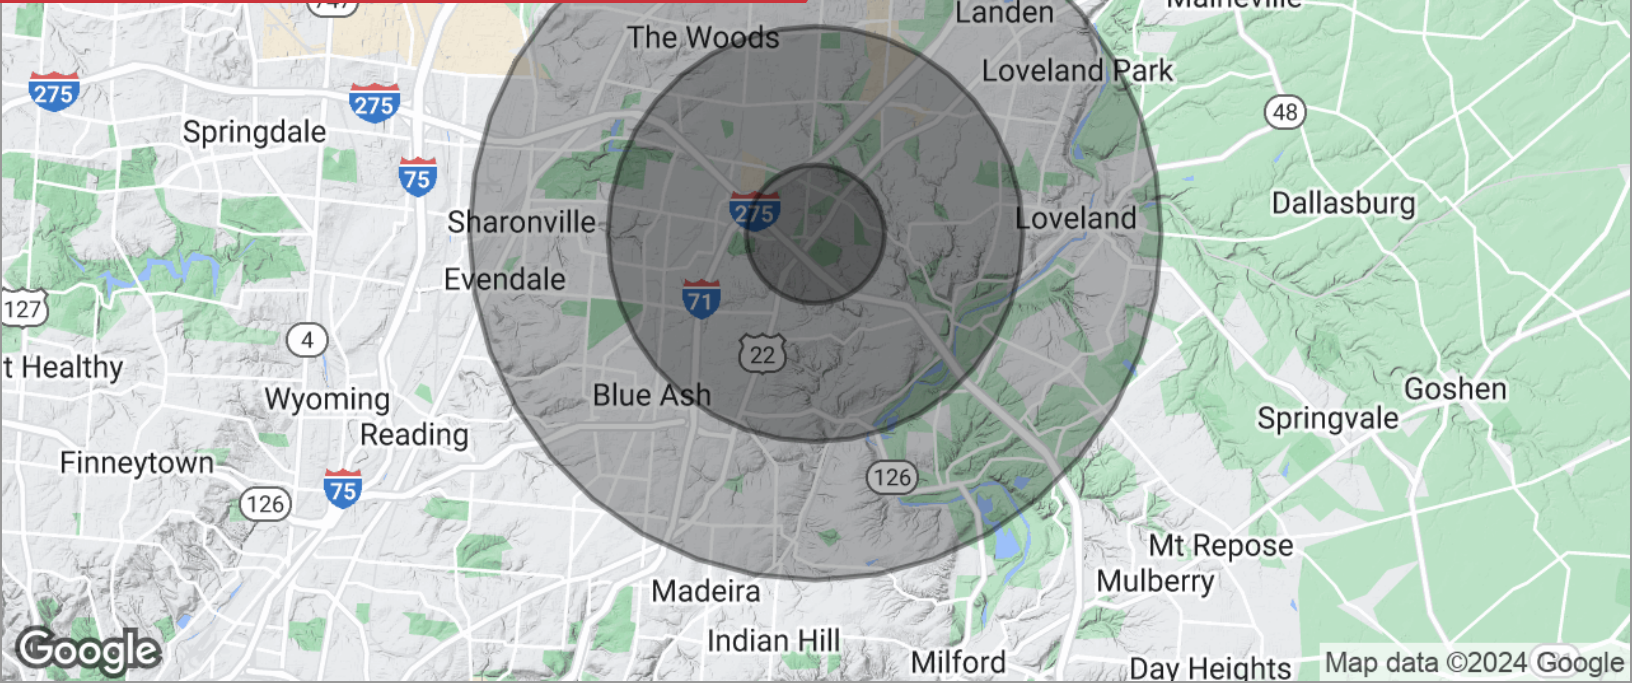 747
Landen
Maineville
The Woods
Loveland Park
275
275
48
Springdale
75
Dallasburg
275
Sharonville
Loveland
Evendale
71
127
4
22
t Healthy
Goshen
Wyoming
Blue Ash
Springvale
Reading
Finneytown
126
75
126
Mt Repose
Mulberry
Madeira
Indian Hill
Google
Milford
Day Heights
Map data ©2024 Google